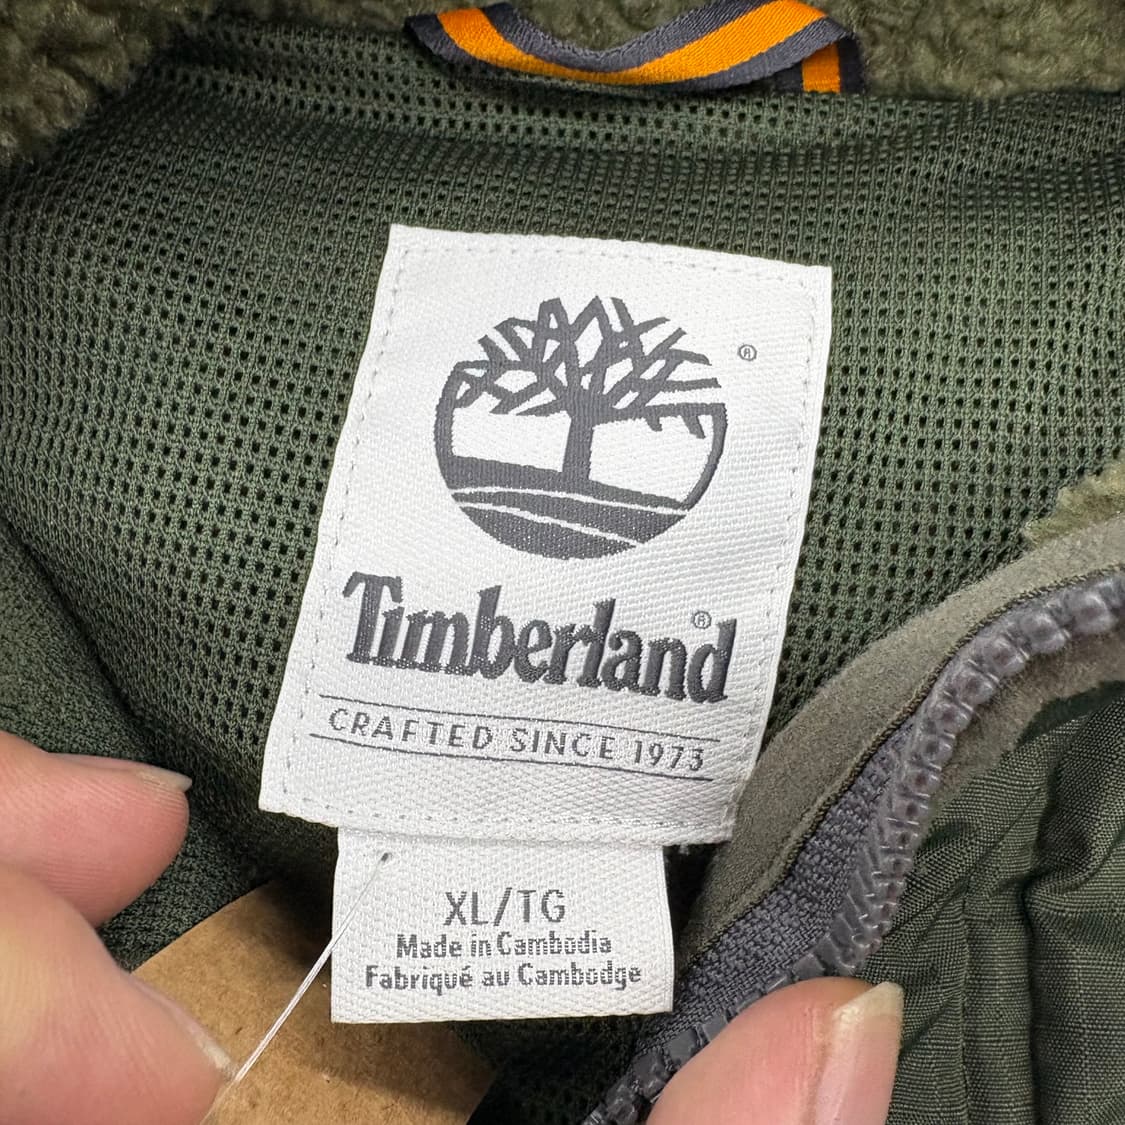 ®
Timberland®
CRAFTED SINCE 1973
XL/TG
Made in Cambodia
Fabriqué au Cambodge